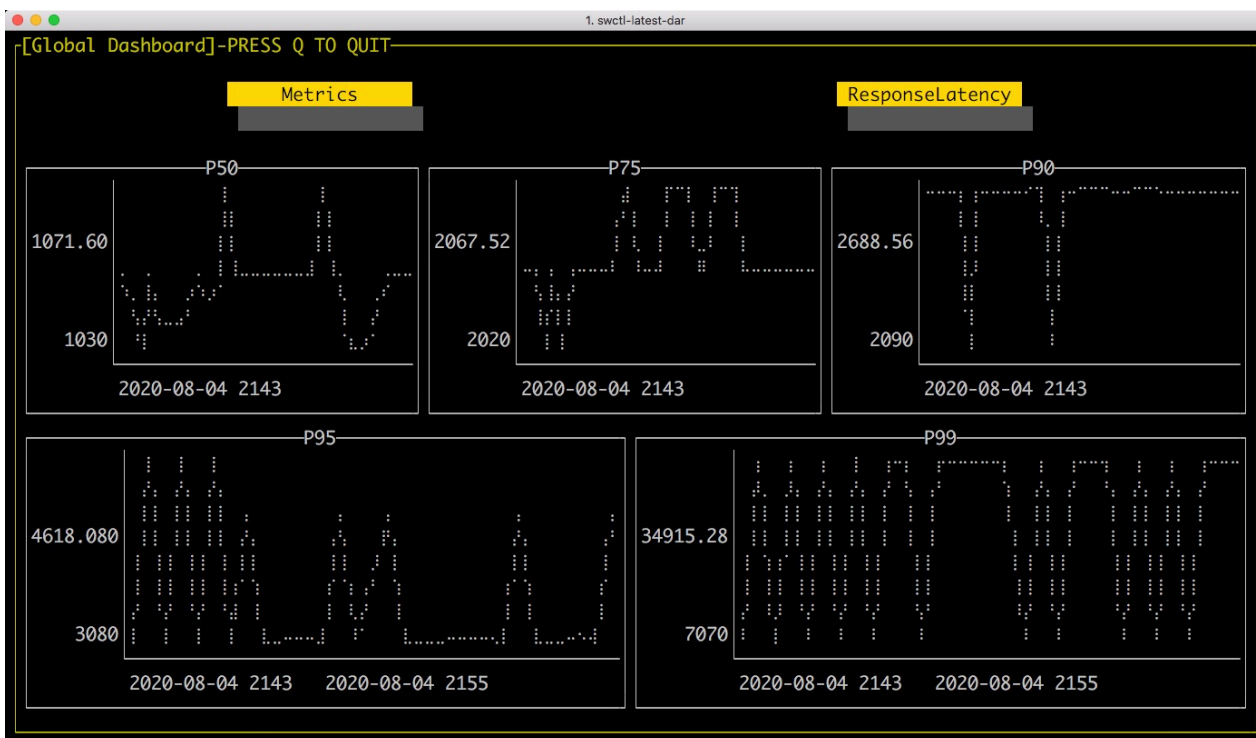 1. swctl-latest-dar
[Global Dashboard]-PRESS Q TO QUIT
Metrics
ResponseLatency
P50
1071.60
1030
2020-08-04 2143
P75
2067.52
2020
2020-08-04 2143
P90
2688.56
2090
2020-08-04 2143
P95
4618.080
3080
2020-08-04 2143 2020-08-04 2155
P99
34915.28
7070
2020-08-04 2143 2020-08-04 2155